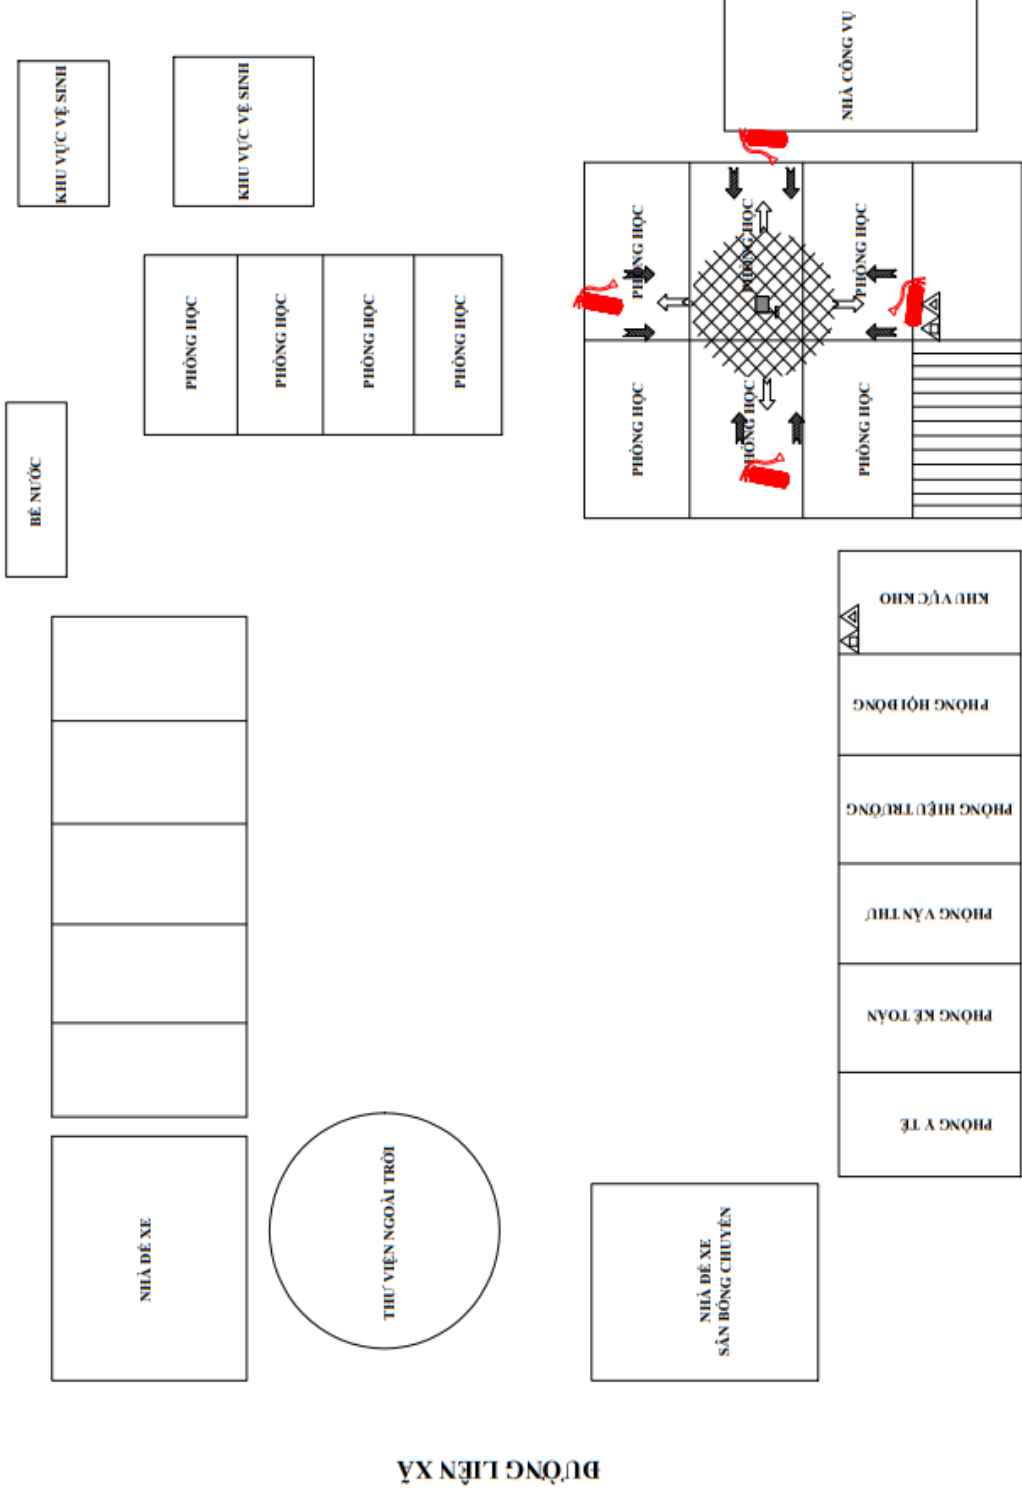 KHU VỰC VỆ SINH
KHU VỰC VỆ SINH
NHÀ CÔNG VỤ
PHÒNG HỌC
PHÒNG HỌC
PHÒNG HỌC
PHÒNG HỌC
PHÒNG HỌC
PHÒNG HỌC
PHÒNG HỌC
PHÒNG HỌC
PHÒNG HỌC
PHÒNG HỌC
BỂ NƯỚC
KHU VỰC KHO
PHÒNG HỘI ĐỒNG
PHÒNG HIỆU TRƯỞNG
PHÒNG VĂN THƯ
PHÒNG KẾ TOÁN
PHÒNG Y TẾ
NHÀ ĐỂ XE
THƯ VIỆN NGOÀI TRỜI
NHÀ ĐỂ XE
SÂN BÓNG CHUYỀN
ĐƯỜNG LIÊN XÃ